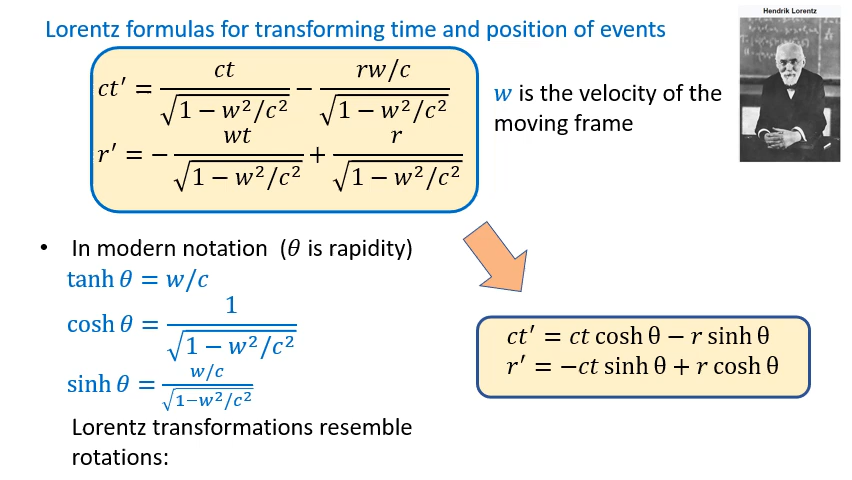 Hendrik Lorentz
Lorentz formulas for transforming time and position of events
ct′ = ct/√(1 − w²/c²) − rw/c/√(1 − w²/c²)
r′ = − wt/√(1 − w²/c²) + r/√(1 − w²/c²)
w is the velocity of the
moving frame
• In modern notation (θ is rapidity)
tanh θ = w/c
cosh θ = 1/√(1 − w²/c²)
sinh θ = w/c/√(1−w²/c²)
ct′ = ct cosh θ − r sinh θ
r′ = −ct sinh θ + r cosh θ
Lorentz transformations resemble
rotations: